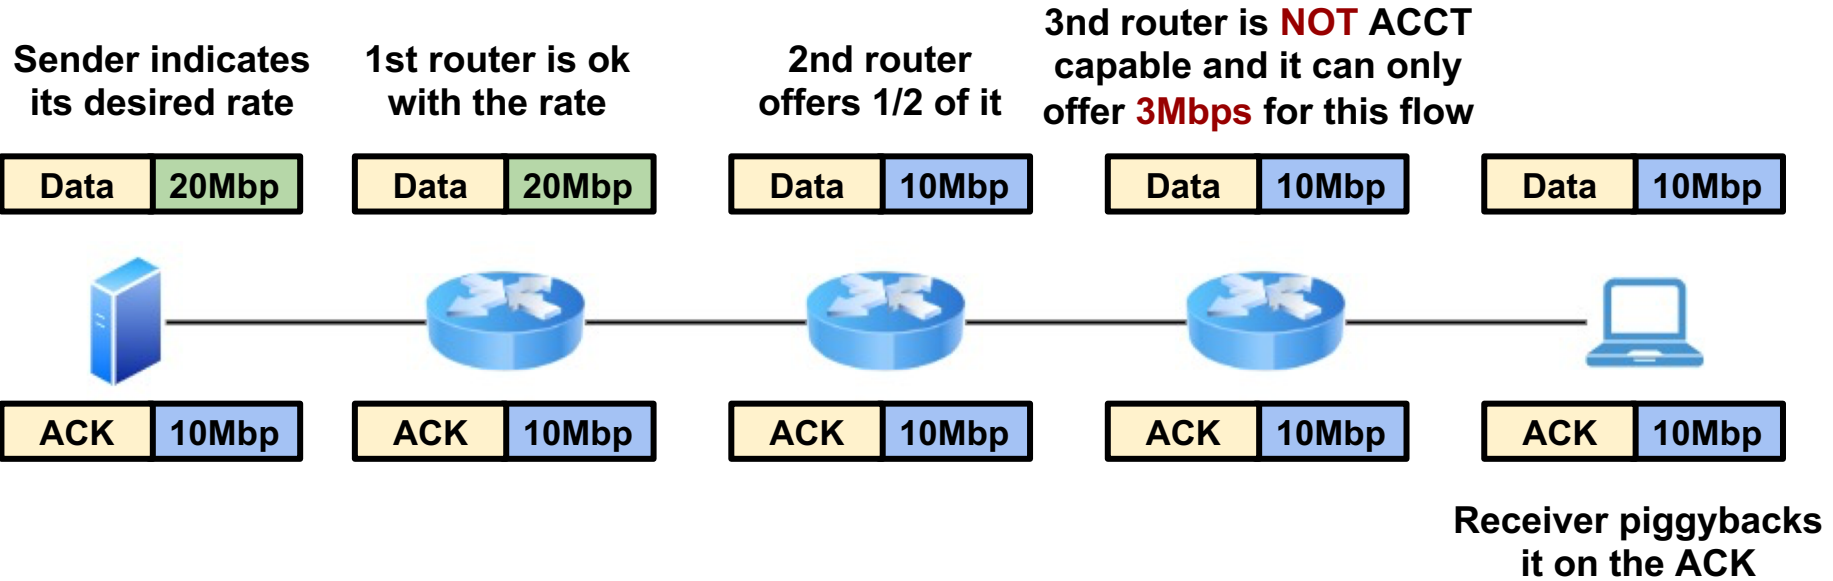 Sender indicates
its desired rate
1st router is ok
with the rate
2nd router
offers 1/2 of it
3nd router is NOT ACCT
capable and it can only
offer 3Mbps for this flow
Data 20Mbp
Data 20Mbp
Data 10Mbp
Data 10Mbp
Data 10Mbp
ACK 10Mbp
ACK 10Mbp
ACK 10Mbp
ACK 10Mbp
ACK 10Mbp
Receiver piggybacks
it on the ACK